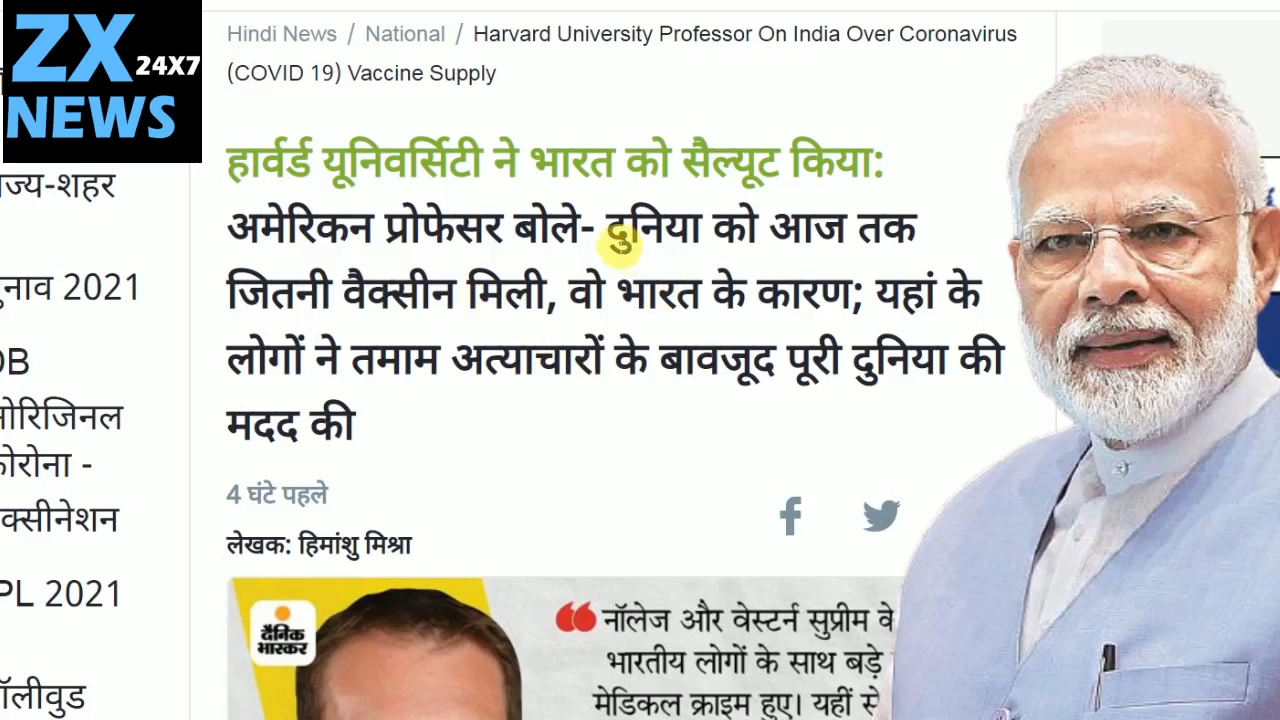 ZX
24X7
NEWS
Hindi News / National / Harvard University Professor On India Over Coronavirus
(COVID 19) Vaccine Supply
हार्वर्ड यूनिवर्सिटी ने भारत को सैल्यूट किया:
अमेरिकन प्रोफेसर बोले- दुनिया को आज तक
जितनी वैक्सीन मिली, वो भारत के कारण; यहां के
लोगों ने तमाम अत्याचारों के बावजूद पूरी दुनिया की
मदद की
4 घंटे पहले
लेखक: हिमांशु मिश्रा
ज्य-शहर
ुनाव 2021
DB
ोरिजिनल
ोरोना -
क्सीनेशन
PL 2021
ॉलीवुड
दैनिक
भास्कर
नॉलेज और वेस्टर्न सुप्रीम वे
भारतीय लोगों के साथ बड़े
मेडिकल क्राइम हुए। यहीं से